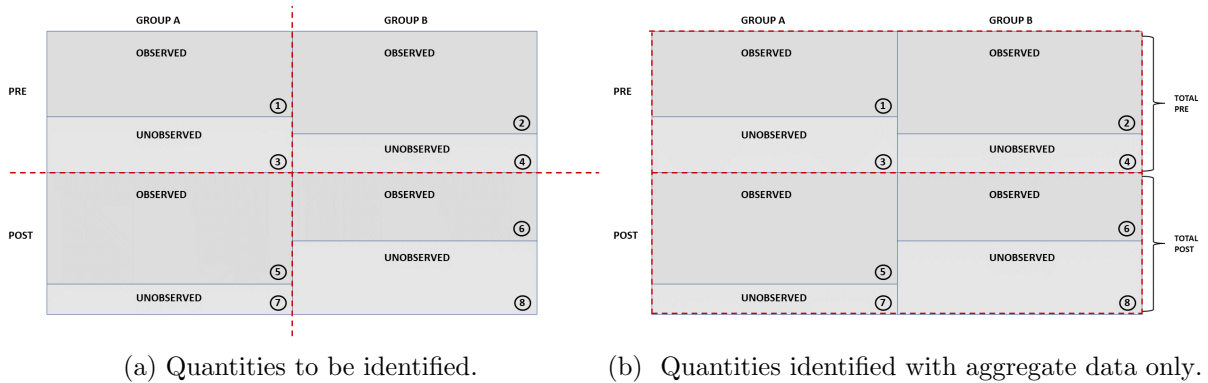 GROUP A
GROUP B
OBSERVED
OBSERVED
PRE
1
2
UNOBSERVED
UNOBSERVED
3
4
OBSERVED
OBSERVED
POST
6
UNOBSERVED
5
UNOBSERVED
7
8
(a) Quantities to be identified.
GROUP A
GROUP B
OBSERVED
OBSERVED
PRE
1
2
UNOBSERVED
UNOBSERVED
3
4
TOTAL
PRE
OBSERVED
OBSERVED
POST
6
UNOBSERVED
5
UNOBSERVED
7
8
TOTAL
POST
(b) Quantities identified with aggregate data only.